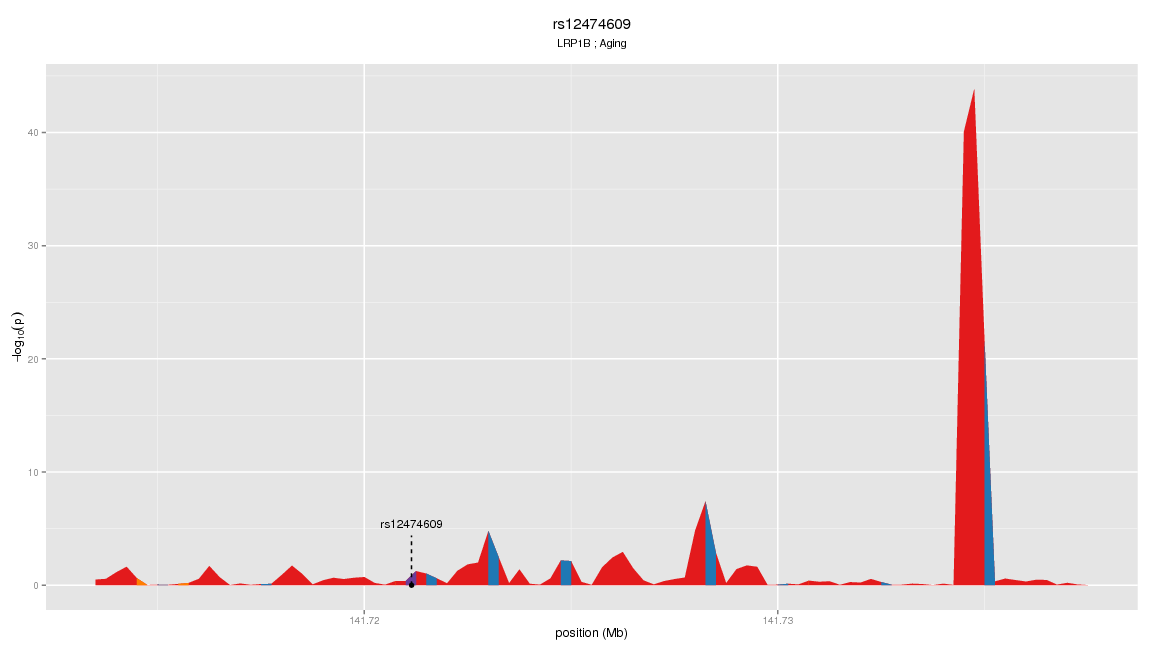 rs12474609
LRP1B ; Aging
−log10(p)
40
30
20
10
0
rs12474609
141.72
141.73
position (Mb)